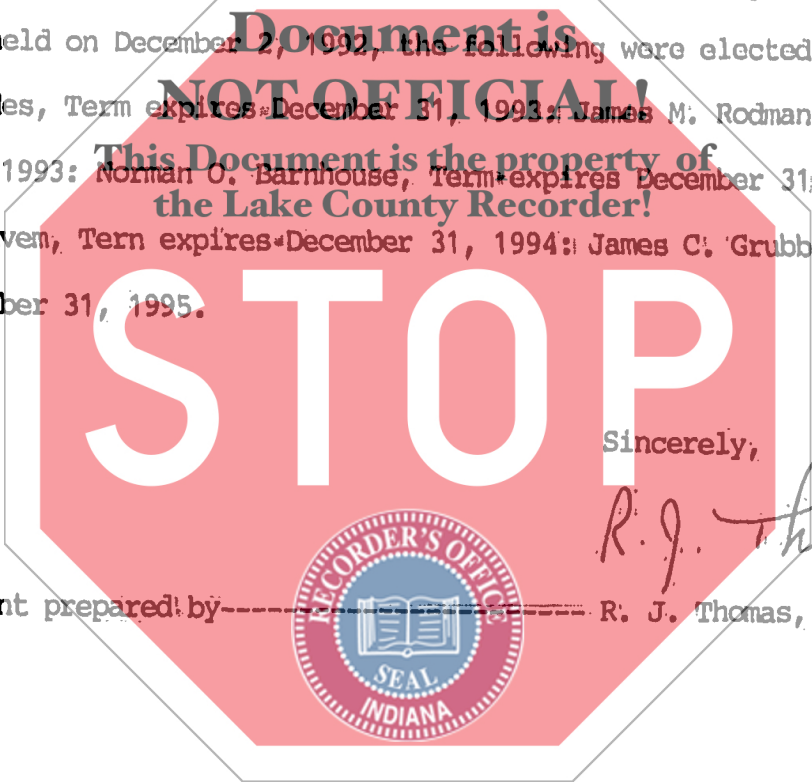 eld on December 2, 1992, the following were elected
Document is
es, Term expires December 31, 1993: James M. Rodman
NOT OFFICIAL!
1993: Norman O. Barnhouse, Term expires December 31,
This Document is the property of
the Lake County Recorder!
vem, Tern expires December 31, 1994: James C. Grubb
ber 31, 1995.
STOP
Sincerely,
R. J. Th
RECORDER'S OFFICE
nt prepared by---------------------- R. J. Thomas,
SEAL
INDIANA